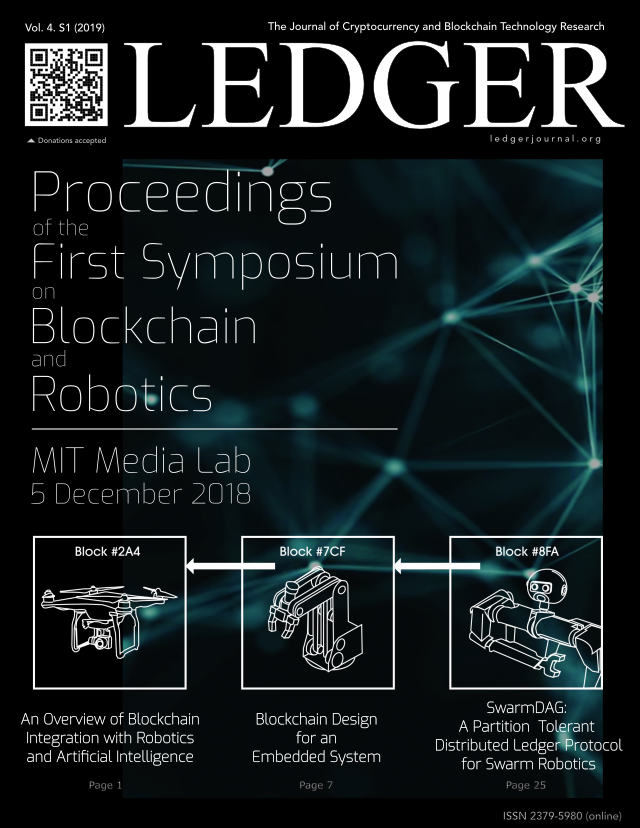 Vol. 4. S1 (2019)
The Journal of Cryptocurrency and Blockchain Technology Research
LEDGER
Donations accepted
ledgerjournal.org
Proceedings
of the
First Symposium
on
Blockchain
and
Robotics
MIT Media Lab
5 December 2018
Block #2A4
Block #7CF
Block #8FA
An Overview of Blockchain
Integration with Robotics
and Artificial Intelligence
Page 1
Blockchain Design
for an
Embedded System
Page 7
SwarmDAG:
A Partition Tolerant
Distributed Ledger Protocol
for Swarm Robotics
Page 25
ISSN 2379-5980 (online)